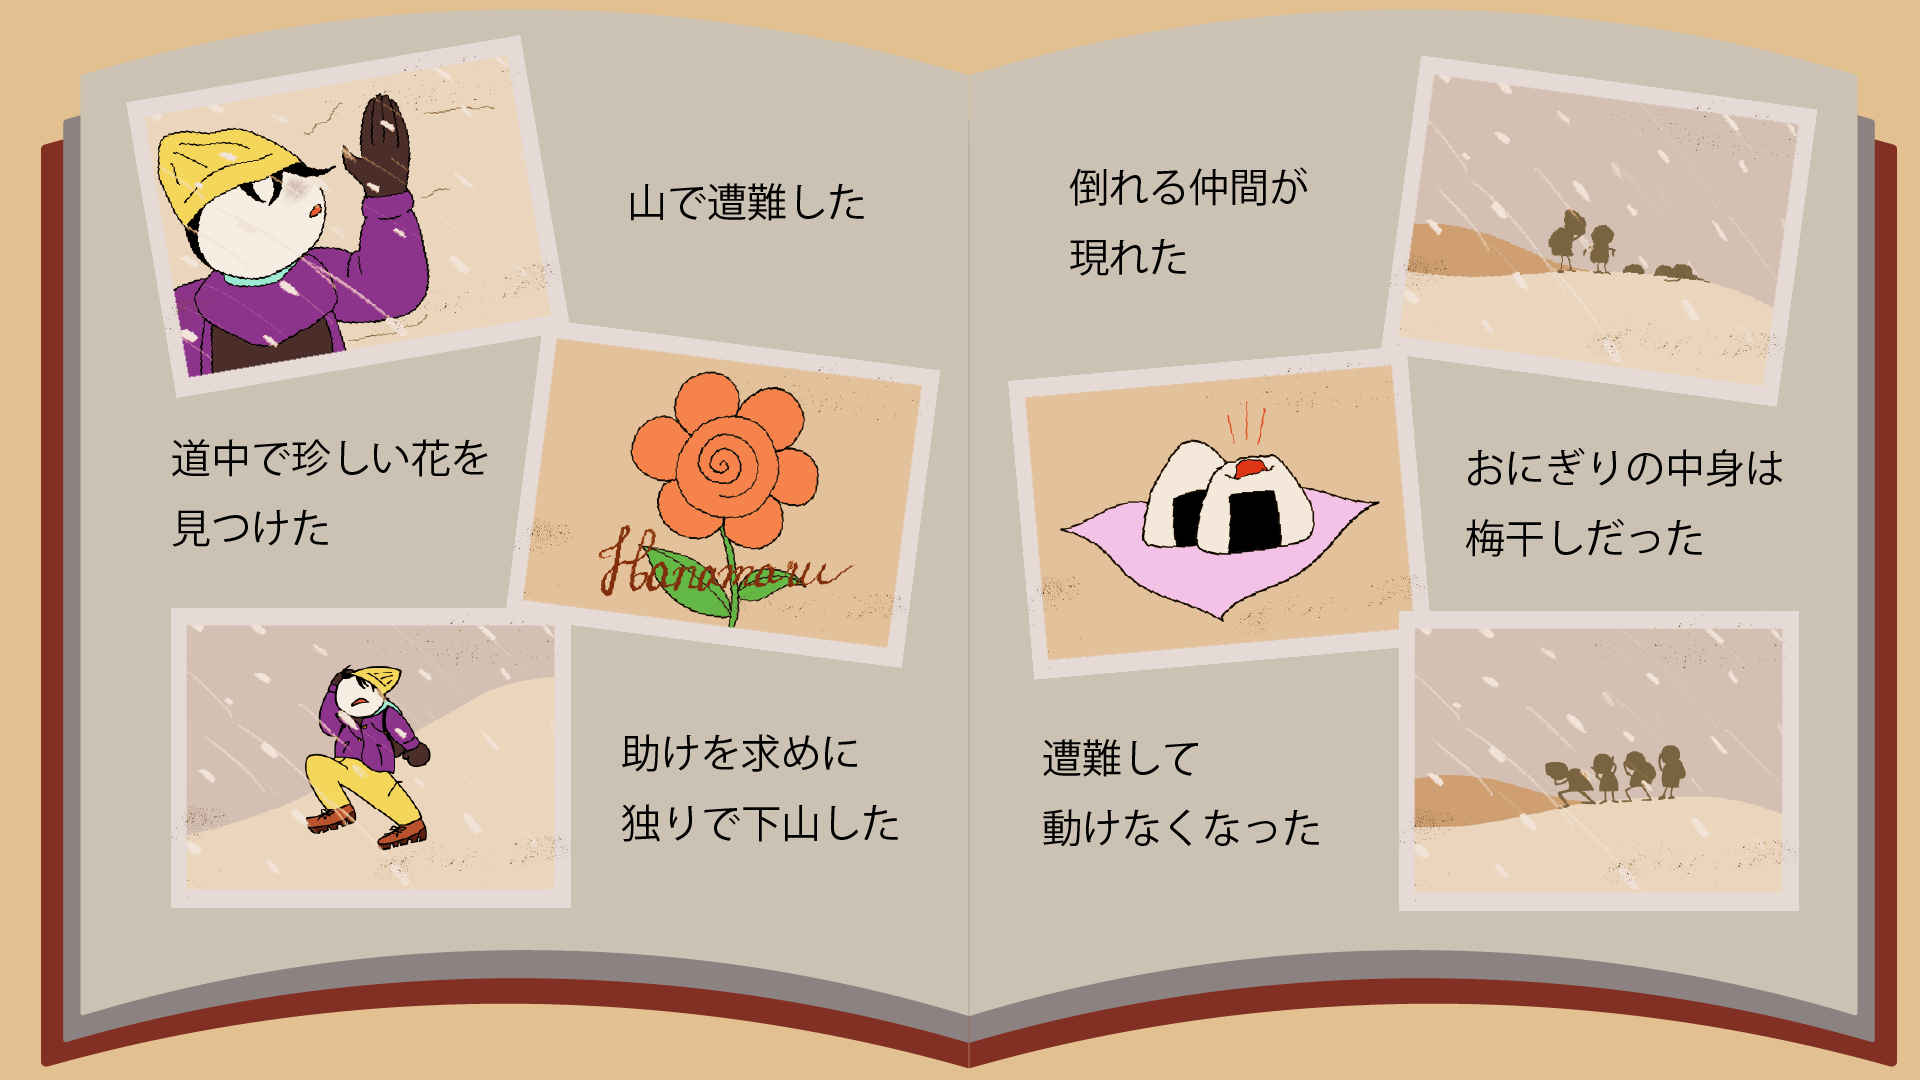 山で遭難した
道中で珍しい花を
見つけた
Hanamaru
助けを求めに
独りで下山した
倒れる仲間が
現れた
おにぎりの中身は
梅干しだった
遭難して
動けなくなった